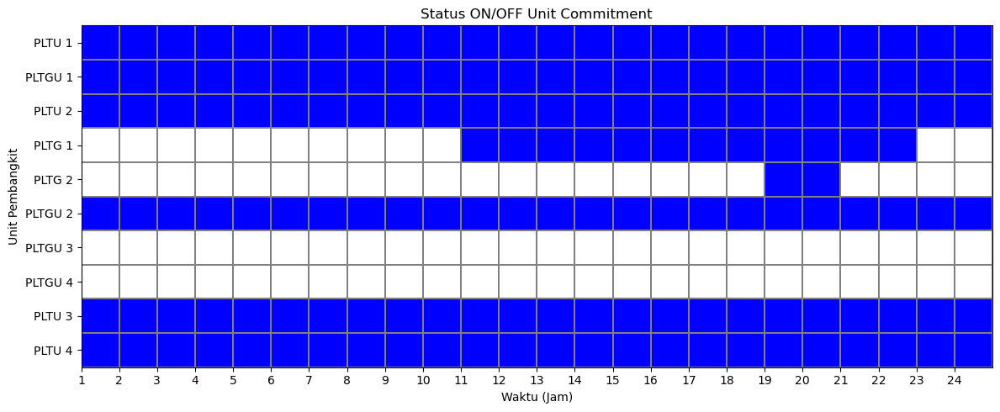 Status ON/OFF Unit Commitment
Unit Pembangkit
PLTU 1
PLTGU 1
PLTU 2
PLTG 1
PLTG 2
PLTGU 2
PLTGU 3
PLTGU 4
PLTU 3
PLTU 4
1 2 3 4 5 6 7 8 9 10 11 12 13 14 15 16 17 18 19 20 21 22 23 24
Waktu (Jam)